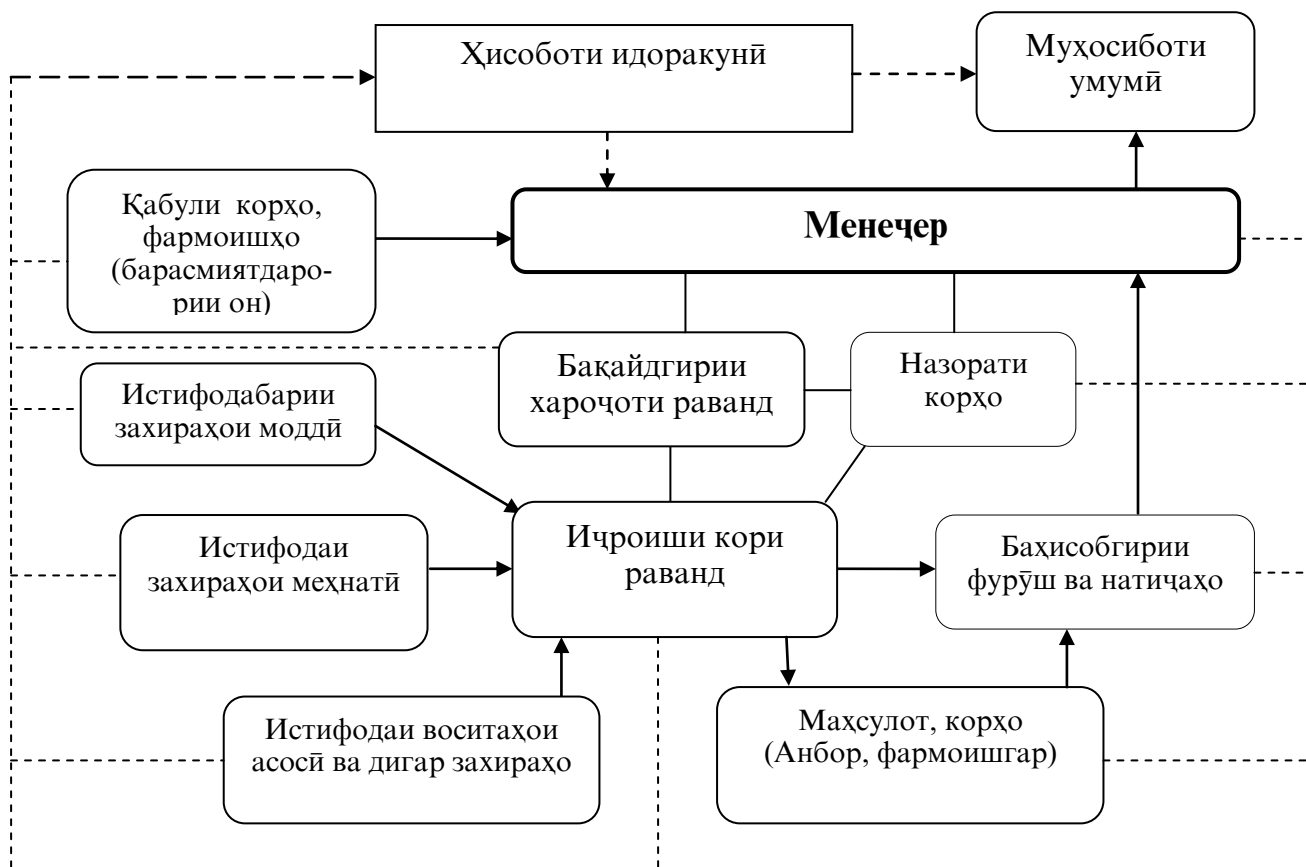 Ҳисоботи идоракунӣ
Муҳосиботи
умумӣ
Қабули корҳо,
фармоишҳо
(барасмиятдаро-
рии он)
Менеҷер
Бақайдгирии
хароҷоти раванд
Назорати
корҳо
Истифодабарии
захираҳои моддӣ
Истифодаи
захираҳои меҳнатӣ
Иҷроиши кори
раванд
Баҳисобгирии
фурӯш ва натиҷаҳо
Истифодаи воситаҳои
асосӣ ва дигар захираҳо
Маҳсулот, корҳо
(Анбор, фармоишгар)